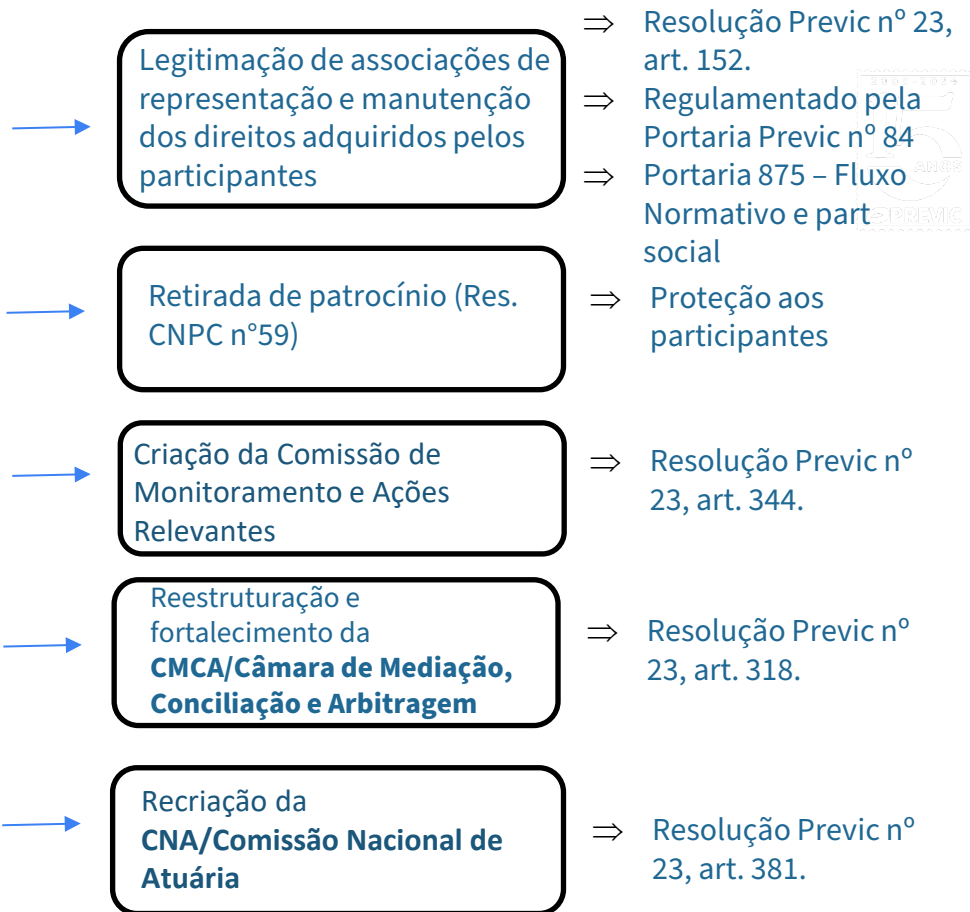 Legitimação de associações de
representação e manutenção
dos direitos adquiridos pelos
participantes
⇒ Resolução Previc nº 23,
art. 152.
⇒ Regulamentado pela
Portaria Previc nº 84
⇒ Portaria 875 – Fluxo
Normativo e part
social
ANOS
PREVIC
Retirada de patrocínio (Res.
CNPC n°59)
⇒ Proteção aos
participantes
Criação da Comissão de
Monitoramento e Ações
Relevantes
⇒ Resolução Previc nº
23, art. 344.
Reestruturação e
fortalecimento da
CMCA/Câmara de Mediação,
Conciliação e Arbitragem
⇒ Resolução Previc nº
23, art. 318.
Recriação da
CNA/Comissão Nacional de
Atuária
⇒ Resolução Previc nº
23, art. 381.